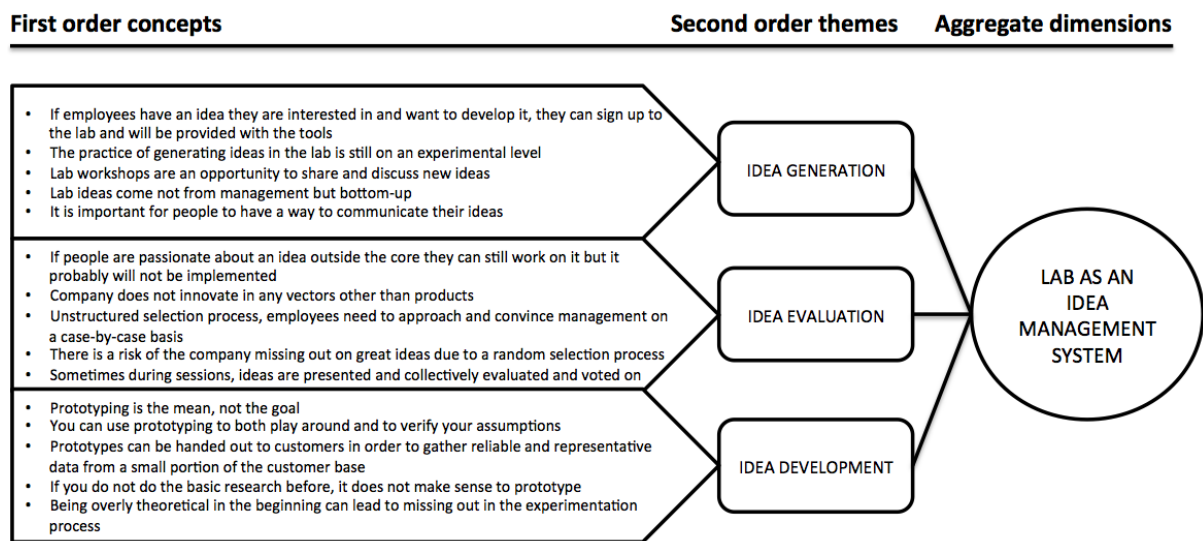 First order concepts
Second order themes
Aggregate dimensions
• If employees have an idea they are interested in and want to develop it, they can sign up to
the lab and will be provided with the tools
• The practice of generating ideas in the lab is still on an experimental level
• Lab workshops are an opportunity to share and discuss new ideas
• Lab ideas come not from management but bottom-up
• It is important for people to have a way to communicate their ideas
IDEA GENERATION
• If people are passionate about an idea outside the core they can still work on it but it
probably will not be implemented
• Company does not innovate in any vectors other than products
• Unstructured selection process, employees need to approach and convince management on
a case-by-case basis
• There is a risk of the company missing out on great ideas due to a random selection process
• Sometimes during sessions, ideas are presented and collectively evaluated and voted on
IDEA EVALUATION
• Prototyping is the mean, not the goal
• You can use prototyping to both play around and to verify your assumptions
• Prototypes can be handed out to customers in order to gather reliable and representative
data from a small portion of the customer base
• If you do not do the basic research before, it does not make sense to prototype
• Being overly theoretical in the beginning can lead to missing out in the experimentation
process
IDEA DEVELOPMENT
LAB AS AN
IDEA
MANAGEMENT
SYSTEM